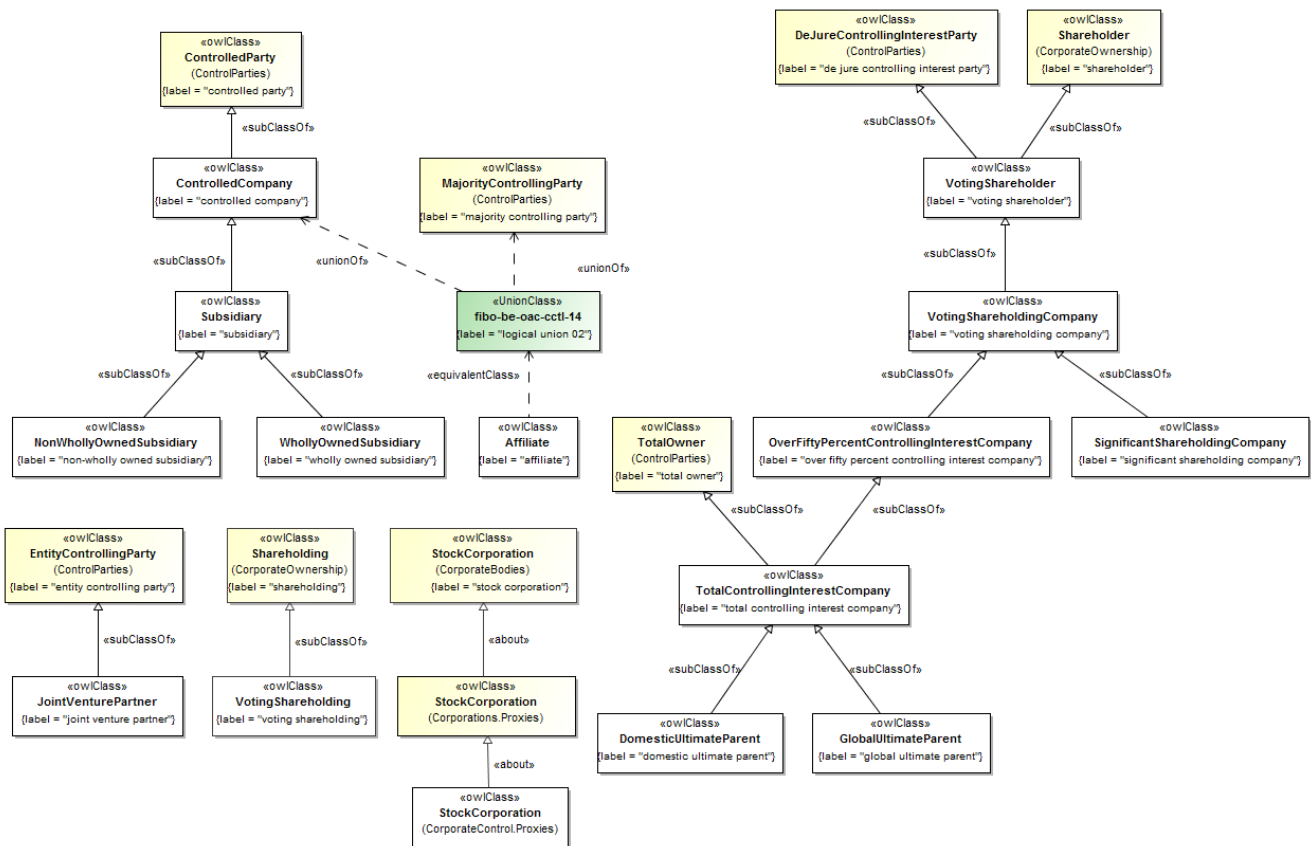 «owlClass»
ControlledParty
(ControlParties)
{label = "controlled party"}
«subClassOf»
«owlClass»
ControlledCompany
{label = "controlled company"}
«owlClass»
MajorityControllingParty
(ControlParties)
{label = "majority controlling party"}
«subClassOf»
«unionOf»
«unionOf»
«owlClass»
Subsidiary
{label = "subsidiary"}
«UnionClass»
fibo-be-oac-cctl-14
{label = "logical union 02"}
«subClassOf»
«subClassOf»
«equivalentClass»
«owlClass»
NonWhollyOwnedSubsidiary
{label = "non-wholly owned subsidiary"}
«owlClass»
WhollyOwnedSubsidiary
{label = "wholly owned subsidiary"}
«owlClass»
Affiliate
{label = "affiliate"}
«owlClass»
DeJureControllingInterestParty
(ControlParties)
{label = "de jure controlling interest party"}
«owlClass»
Shareholder
(CorporateOwnership)
{label = "shareholder"}
«subClassOf»
«subClassOf»
«owlClass»
VotingShareholder
{label = "voting shareholder"}
«subClassOf»
«owlClass»
VotingShareholdingCompany
{label = "voting shareholding company"}
«subClassOf»
«subClassOf»
«owlClass»
TotalOwner
(ControlParties)
{label = "total owner"}
«owlClass»
OverFiftyPercentControllingInterestCompany
{label = "over fifty percent controlling interest company"}
«owlClass»
SignificantShareholdingCompany
{label = "significant shareholding company"}
«subClassOf»
«subClassOf»
«owlClass»
TotalControllingInterestCompany
{label = "total controlling interest company"}
«subClassOf»
«subClassOf»
«owlClass»
DomesticUltimateParent
{label = "domestic ultimate parent"}
«owlClass»
GlobalUltimateParent
{label = "global ultimate parent"}
«owlClass»
EntityControllingParty
(ControlParties)
{label = "entity controlling party"}
«subClassOf»
«owlClass»
JointVenturePartner
{label = "joint venture partner"}
«owlClass»
Shareholding
(CorporateOwnership)
{label = "shareholding"}
«subClassOf»
«owlClass»
VotingShareholding
{label = "voting shareholding"}
«owlClass»
StockCorporation
(CorporateBodies)
{label = "stock corporation"}
«about»
«owlClass»
StockCorporation
(Corporations.Proxies)
«about»
«owlClass»
StockCorporation
(CorporateControl.Proxies)